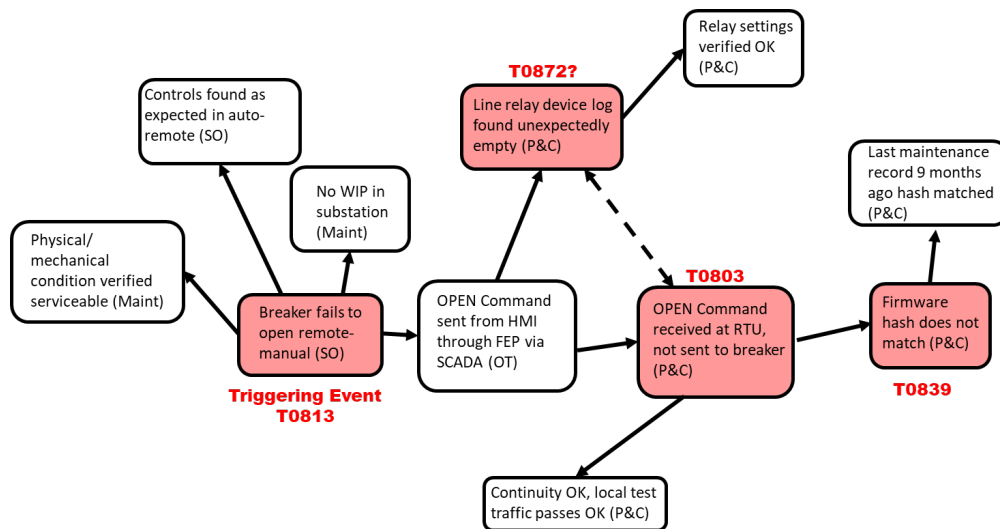 Relay settings
verified OK
(P&C)
T0872?
Controls found as
expected in auto-
remote (SO)
Line relay device log
found unexpectedly
empty (P&C)
Last maintenance
record 9 months
ago hash matched
(P&C)
No WIP in
substation
(Maint)
Physical/
mechanical
condition verified
serviceable (Maint)
T0803
Breaker fails to
open remote-
manual (SO)
OPEN Command
sent from HMI
through FEP via
SCADA (OT)
OPEN Command
received at RTU,
not sent to breaker
(P&C)
Firmware
hash does not
match (P&C)
Triggering Event
T0813
T0839
Continuity OK, local test
traffic passes OK (P&C)